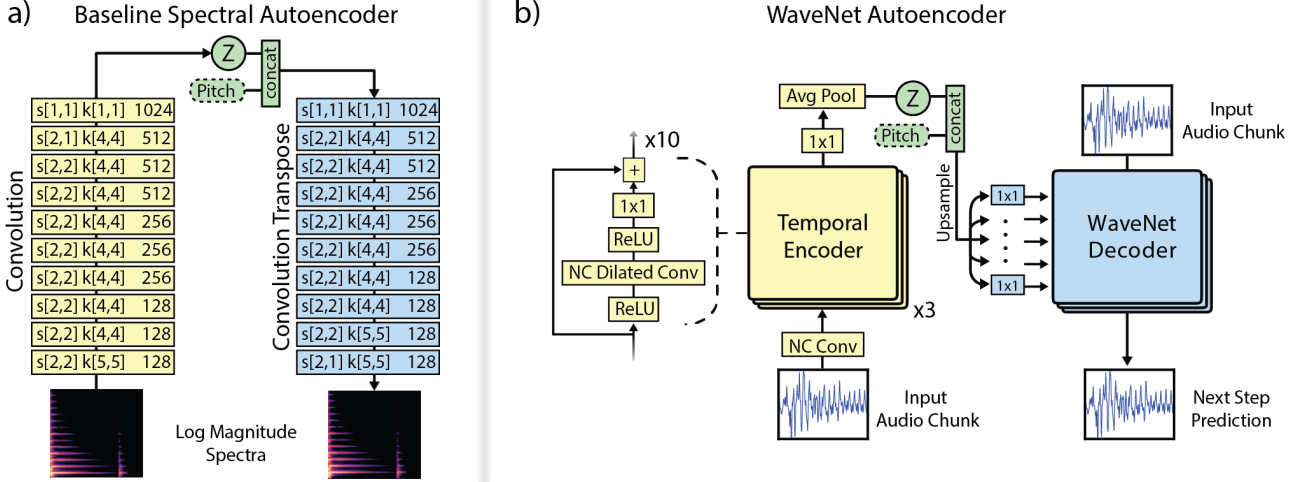 a)
Baseline Spectral Autoencoder
Z
Pitch
concat
Convolution
s[1,1] k[1,1] 1024
s[2,1] k[4,4] 512
s[2,2] k[4,4] 512
s[2,2] k[4,4] 512
s[2,2] k[4,4] 256
s[2,2] k[4,4] 256
s[2,2] k[4,4] 256
s[2,2] k[4,4] 128
s[2,2] k[4,4] 128
s[2,2] k[5,5] 128
Convolution Transpose
s[1,1] k[1,1] 1024
s[2,2] k[4,4] 512
s[2,2] k[4,4] 512
s[2,2] k[4,4] 256
s[2,2] k[4,4] 256
s[2,2] k[4,4] 256
s[2,2] k[4,4] 128
s[2,2] k[4,4] 128
s[2,2] k[5,5] 128
s[2,1] k[5,5] 128
Log Magnitude
Spectra
b)
WaveNet Autoencoder
x10
+
1x1
ReLU
NC Dilated Conv
ReLU
Avg Pool
1x1
Temporal
Encoder
x3
NC Conv
Input
Audio Chunk
Z
Pitch
concat
Upsample
1x1
1x1
Input
Audio Chunk
WaveNet
Decoder
Next Step
Prediction